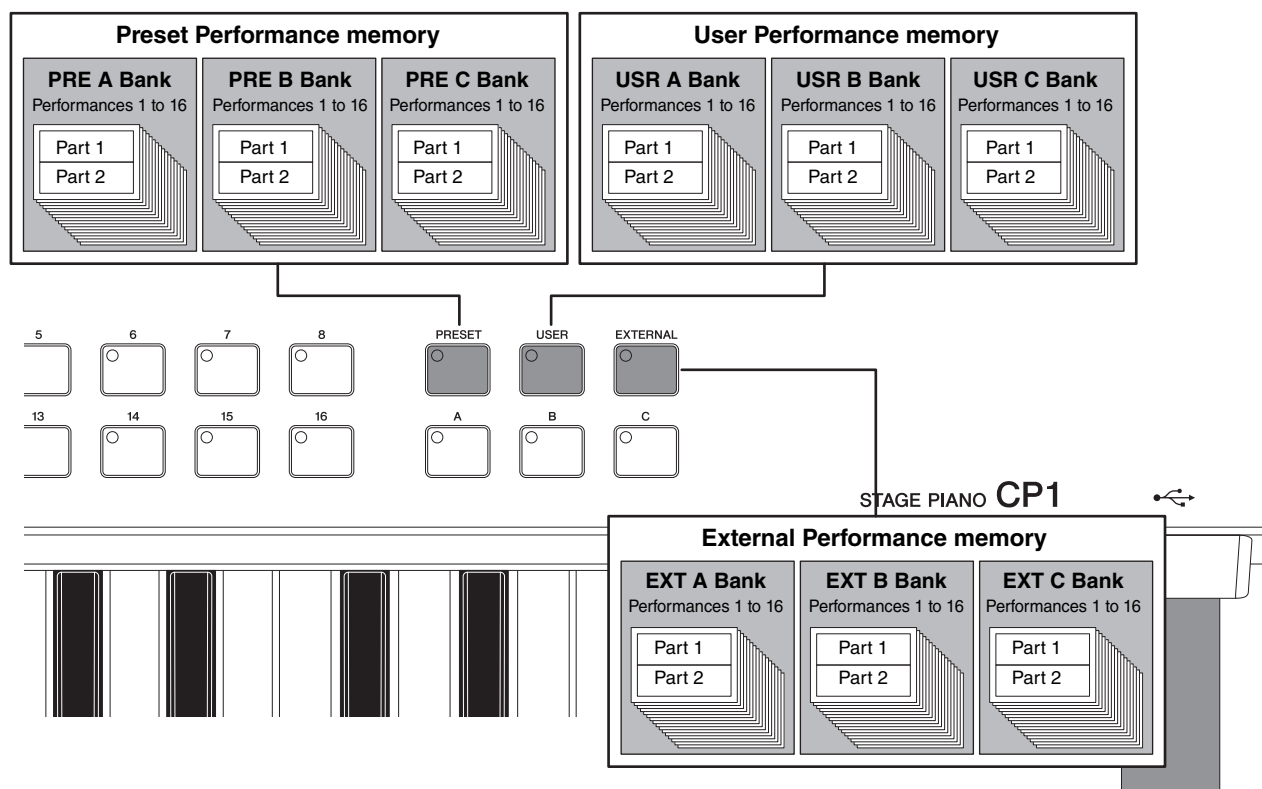 Preset Performance memory
PRE A Bank PRE B Bank PRE C Bank
Performances 1 to 16 Performances 1 to 16 Performances 1 to 16
Part 1 Part 1 Part 1
Part 2 Part 2 Part 2
User Performance memory
USR A Bank USR B Bank USR C Bank
Performances 1 to 16 Performances 1 to 16 Performances 1 to 16
Part 1 Part 1 Part 1
Part 2 Part 2 Part 2
5 6 7 8 PRESET USER EXTERNAL
13 14 15 16 A B C
STAGE PIANO CP1
External Performance memory
EXT A Bank EXT B Bank EXT C Bank
Performances 1 to 16 Performances 1 to 16 Performances 1 to 16
Part 1 Part 1 Part 1
Part 2 Part 2 Part 2